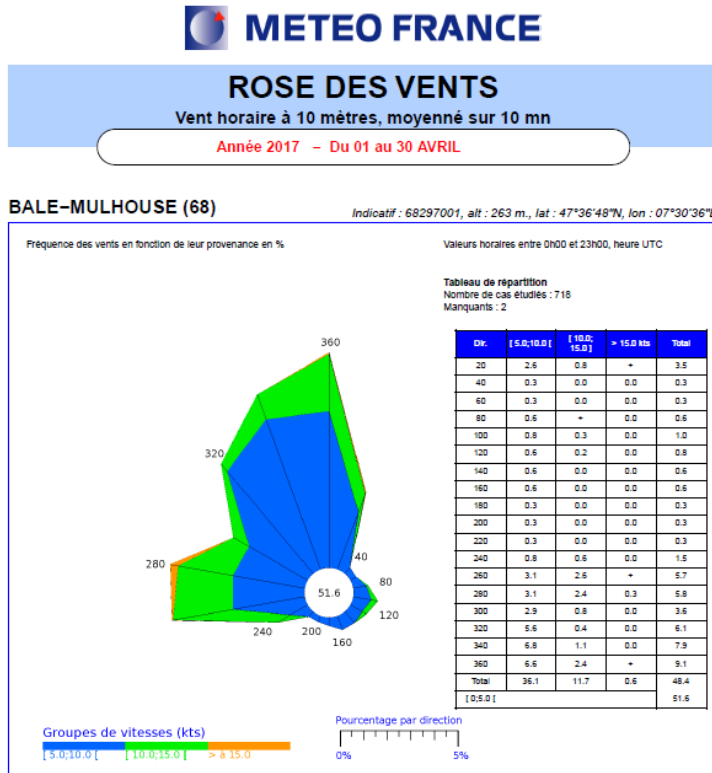 METEO FRANCE
ROSE DES VENTS
Vent horaire à 10 mètres, moyenné sur 10 mn
Année 2017 – Du 01 au 30 AVRIL
BALE–MULHOUSE (68)
Indicatif : 68297001, alt : 263 m., lat : 47°36'48"N, lon : 07°30'36"E
Fréquence des vents en fonction de leur provenance en %
Valeurs horaires entre 0h00 et 23h00, heure UTC
Tableau de répartition
Nombre de cas étudiés : 718
Manquants : 2
360
320
280
240
200
160
120
80
40
51.6
Dir. [ 5.0;10.0 [ [ 10.0; 15.0 ] > 15.0 kts Total
20 2.6 0.8 + 3.5
40 0.3 0.0 0.0 0.3
60 0.3 0.0 0.0 0.3
80 0.6 + 0.0 0.6
100 0.8 0.3 0.0 1.0
120 0.6 0.2 0.0 0.8
140 0.6 0.0 0.0 0.6
160 0.6 0.0 0.0 0.6
180 0.3 0.0 0.0 0.3
200 0.3 0.0 0.0 0.3
220 0.3 0.0 0.0 0.3
240 0.8 0.6 0.0 1.5
260 3.1 2.6 + 5.7
280 3.1 2.4 0.3 5.8
300 2.9 0.8 0.0 3.6
320 5.6 0.4 0.0 6.1
340 6.8 1.1 0.0 7.9
360 6.6 2.4 + 9.1
Total 36.1 11.7 0.6 48.4
[ 0;5.0 [ 51.6
Groupes de vitesses (kts)
[ 5.0;10.0 [ [ 10.0;15.0 ] > à 15.0
Pourcentage par direction
0% 5%